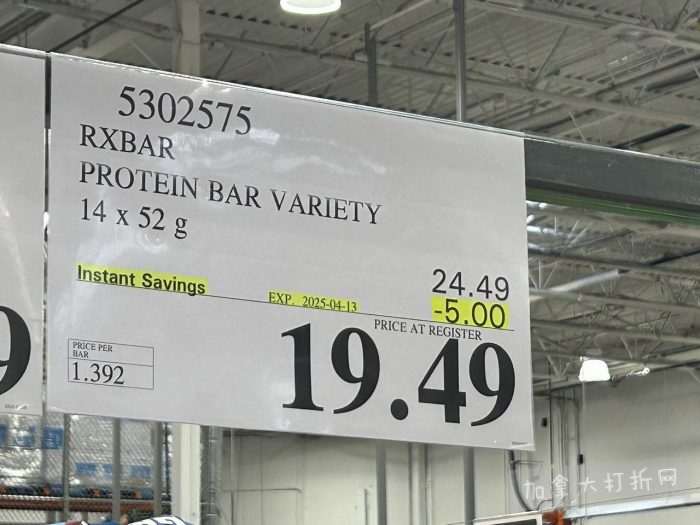 5302575
RXBAR
PROTEIN BAR VARIETY
14 x 52 g
Instant Savings
24.49
EXP. 2025-04-13
-5.00
PRICE AT REGISTER
PRICE PER
BAR
1.392
19.49
9
加拿大打折网